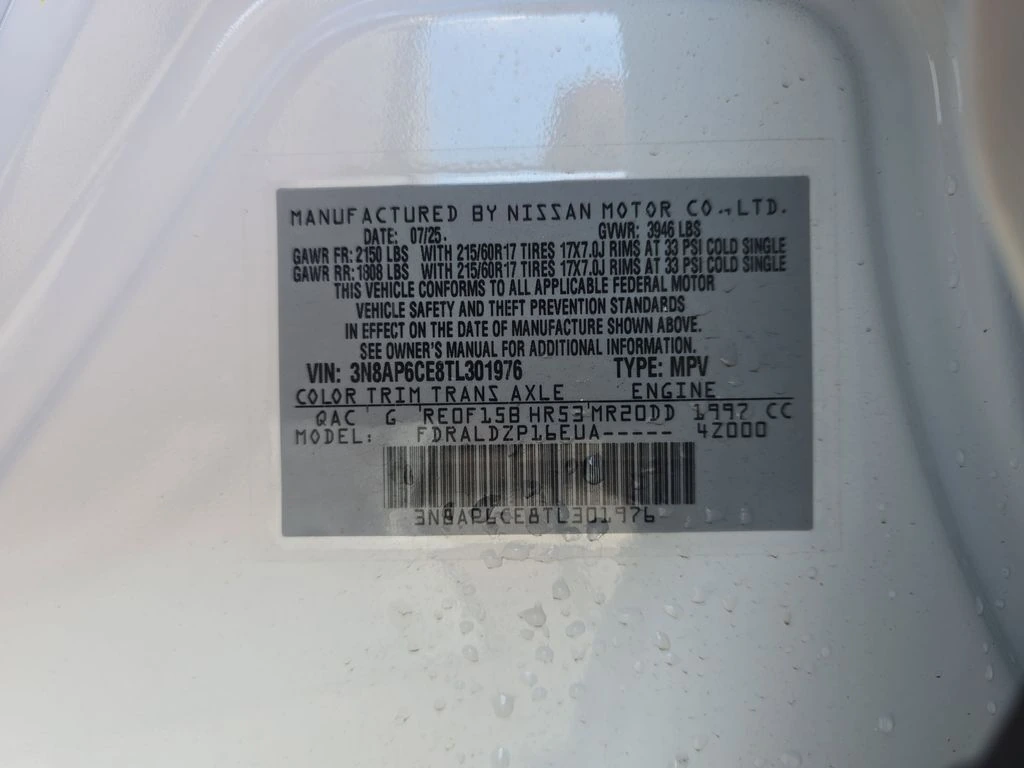 MANUFACTURED BY NISSAN MOTOR CO., LTD.
DATE: 07/25. GVWR: 3946 LBS
GAWR FR: 2150 LBS WITH 215/60R17 TIRES 17X7.0J RIMS AT 33 PSI COLD SINGLE
GAWR RR: 1808 LBS WITH 215/60R17 TIRES 17X7.0J RIMS AT 33 PSI COLD SINGLE
THIS VEHICLE CONFORMS TO ALL APPLICABLE FEDERAL MOTOR
VEHICLE SAFETY AND THEFT PREVENTION STANDARDS
IN EFFECT ON THE DATE OF MANUFACTURE SHOWN ABOVE.
SEE OWNER'S MANUAL FOR ADDITIONAL INFORMATION.
VIN: 3N8AP6CE8TL301976 TYPE: MPV
COLOR TRIM TRANS AXLE ENGINE
QAC G RE0F15B HR53 MR20DD 1997 CC
MODEL: FDRALDZP16EUA----- 4Z000
3N8AP6CE8TL301976